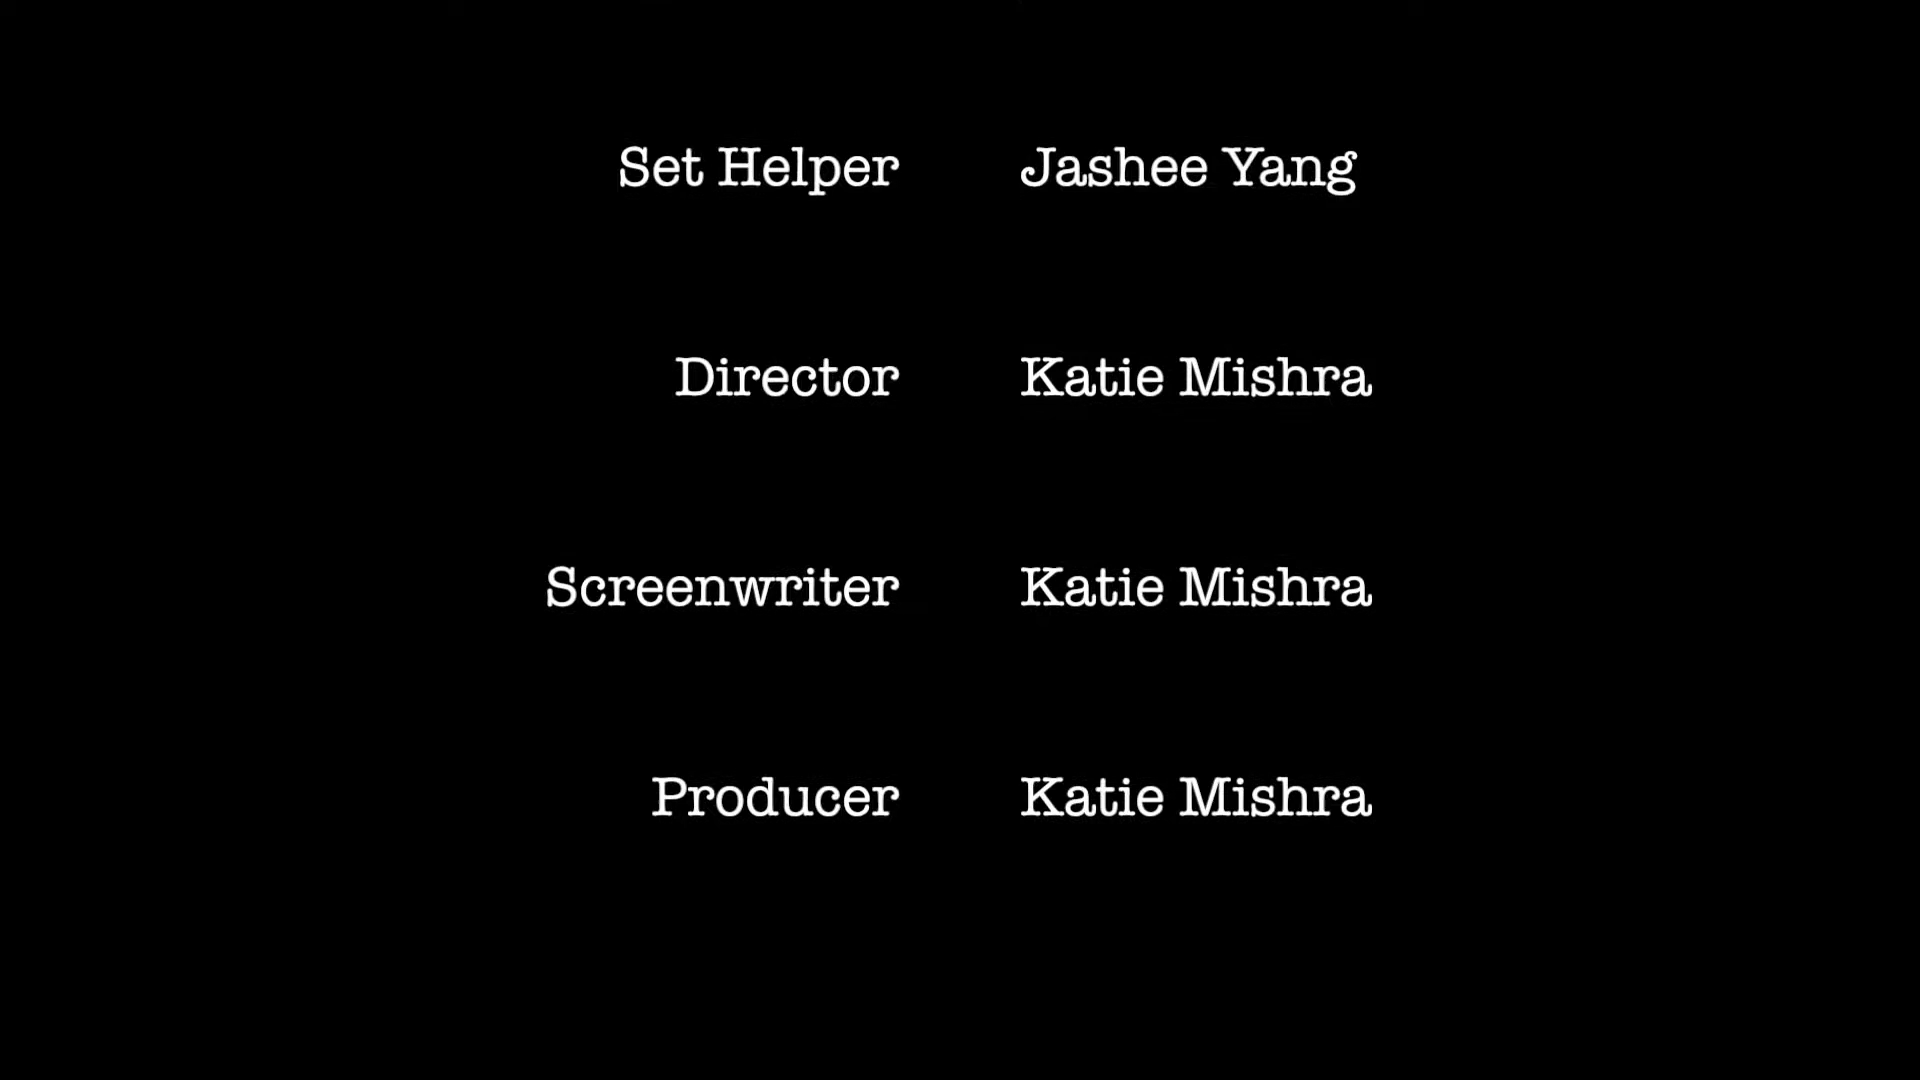 Set Helper Jashee Yang
Director Katie Mishra
Screenwriter Katie Mishra
Producer Katie Mishra